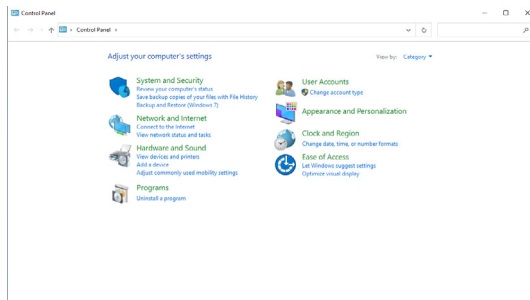 Control Panel
Control Panel
Adjust your computer's settings
View by: Category
System and Security
Review your computer's status
Save backup copies of your files with File History
Backup and Restore (Windows 7)
Network and Internet
Connect to the Internet
View network status and tasks
Hardware and Sound
View devices and printers
Add a device
Adjust commonly used mobility settings
Programs
Uninstall a program
User Accounts
Change account type
Appearance and Personalization
Clock and Region
Change date, time, or number formats
Ease of Access
Let Windows suggest settings
Optimize visual display